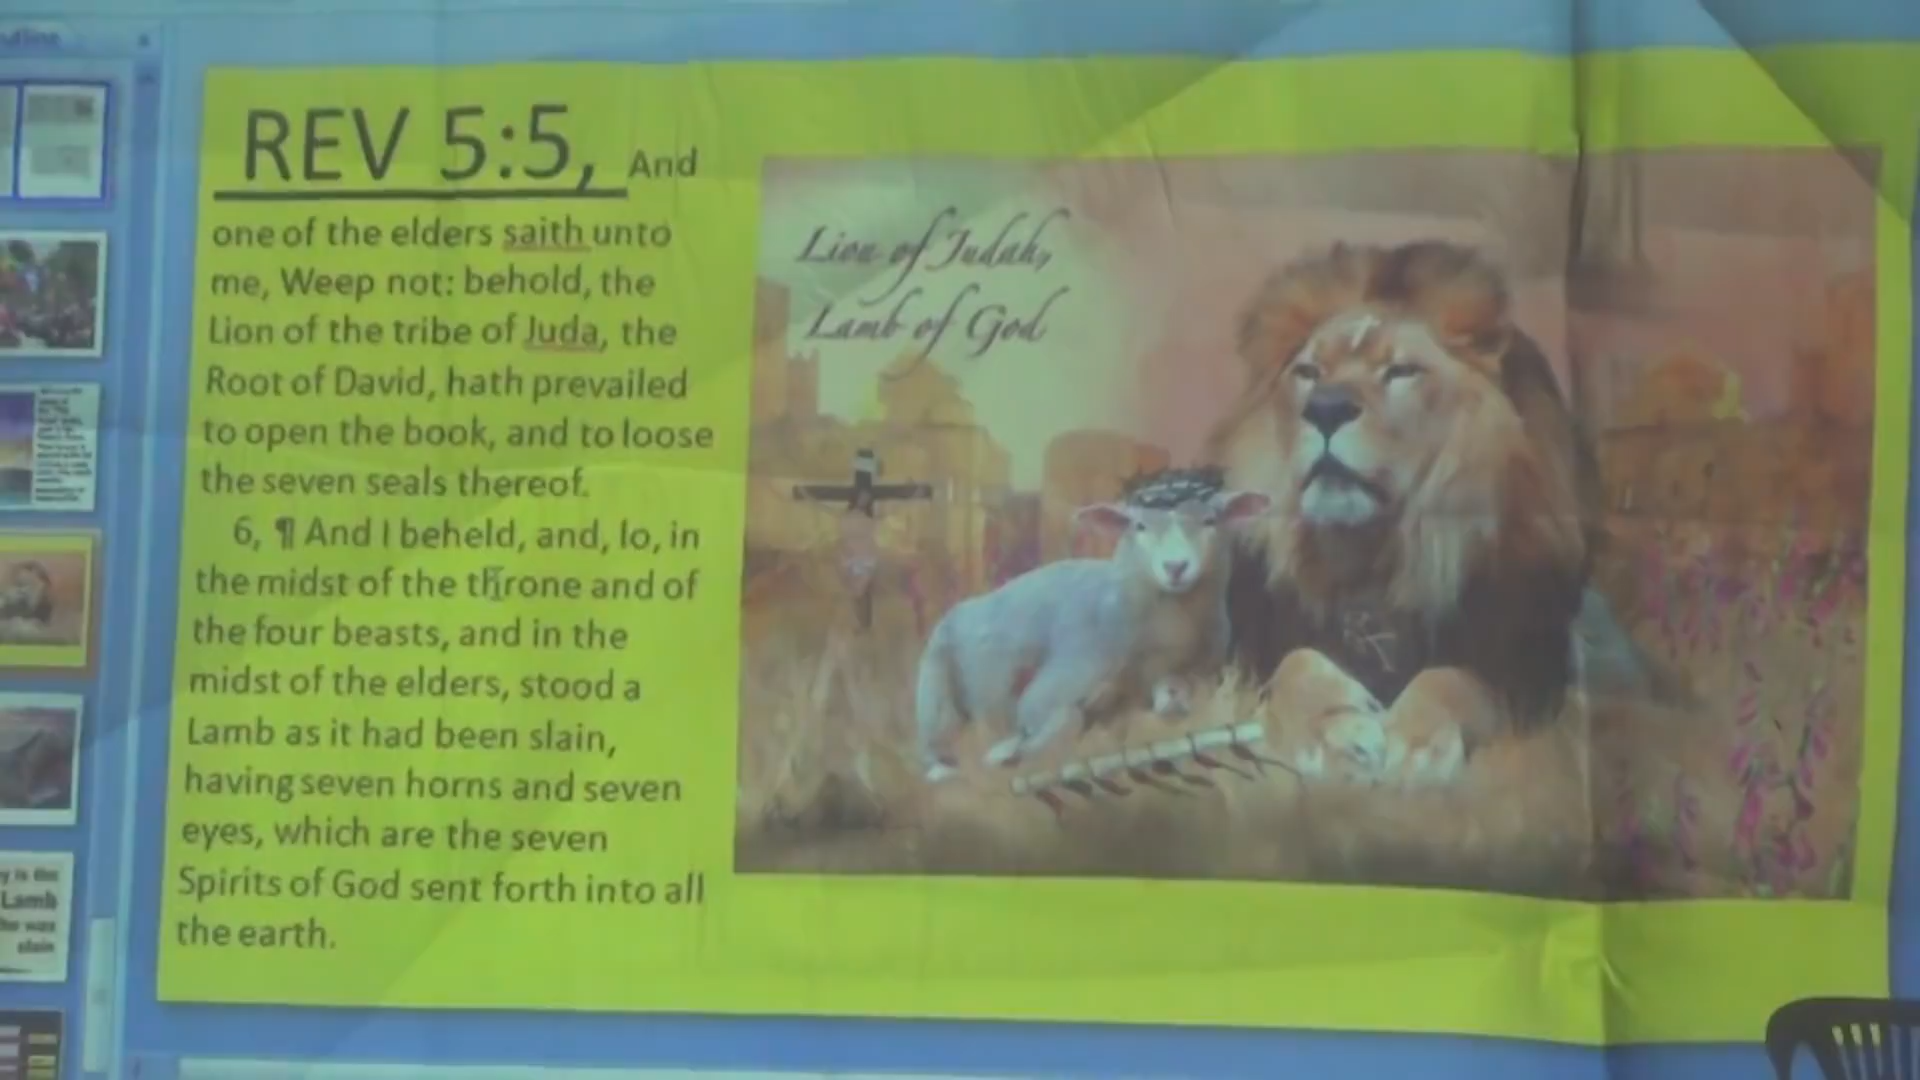 REV 5:5, And
one of the elders saith unto
me, Weep not: behold, the
Lion of the tribe of Juda, the
Root of David, hath prevailed
to open the book, and to loose
the seven seals thereof.
6, ¶ And I beheld, and, lo, in
the midst of the throne and of
the four beasts, and in the
midst of the elders, stood a
Lamb as it had been slain,
having seven horns and seven
eyes, which are the seven
Spirits of God sent forth into all
the earth.
Lion of Judah,
Lamb of God
Lamb
slain